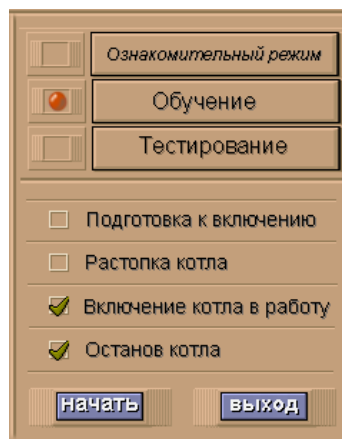 Ознакомительный режим
Обучение
Тестирование
Подготовка к включению
Растопка котла
Включение котла в работу
Останов котла
начать выход